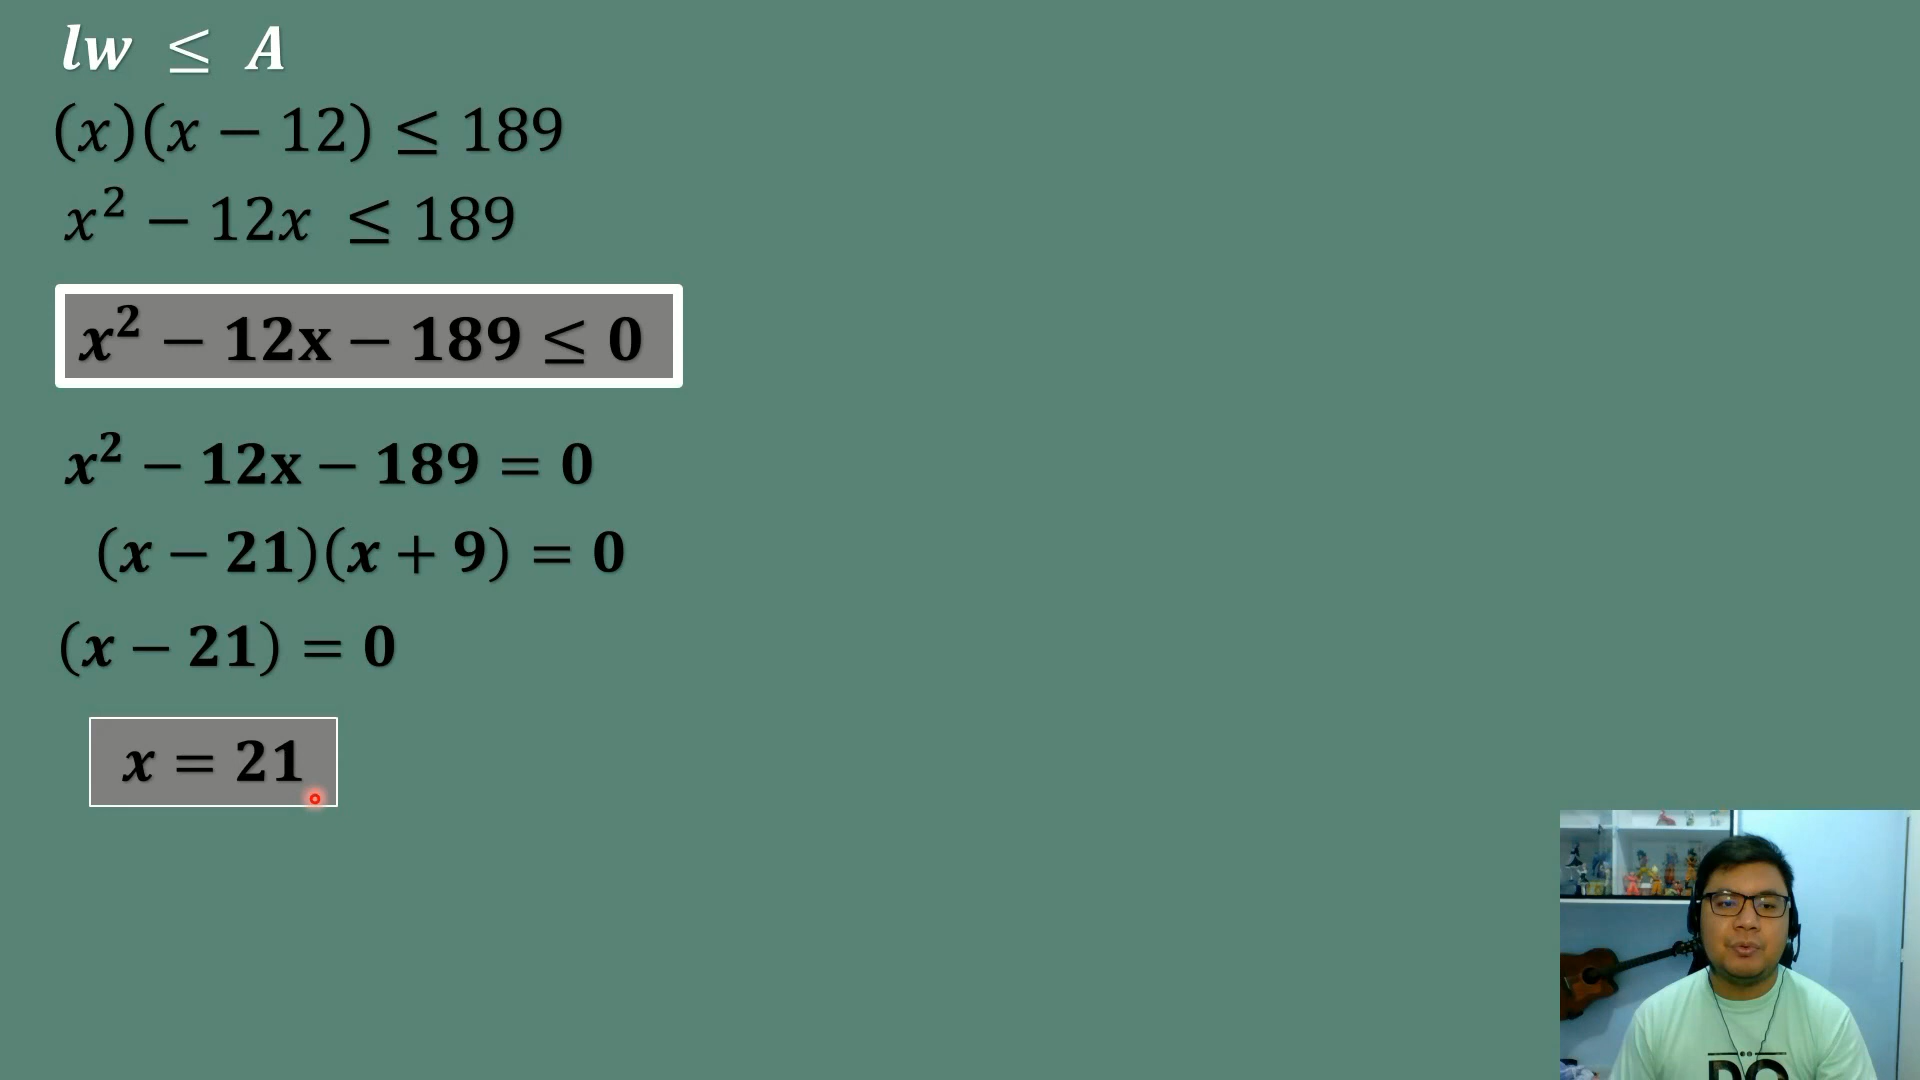 lw ≤ A
(x)(x − 12) ≤ 189
x² − 12x ≤ 189
x² − 12x − 189 ≤ 0
x² − 12x − 189 = 0
(x − 21)(x + 9) = 0
(x − 21) = 0
x = 21